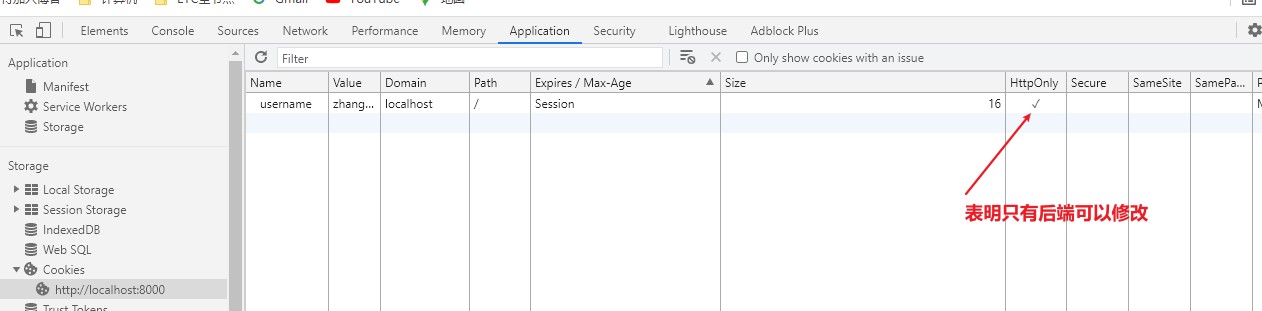 YouTube
Elements Console Sources Network Performance Memory Application Security Lighthouse Adblock Plus
Application
Manifest
Service Workers
Storage
Filter
Only show cookies with an issue
Name Value Domain Path Expires / Max-Age Size HttpOnly Secure SameSite SamePa...
username zhang... localhost / Session 16 ✓
表明只有后端可以修改
Storage
Local Storage
Session Storage
IndexedDB
Web SQL
Cookies
http://localhost:8000
Trust Tokens